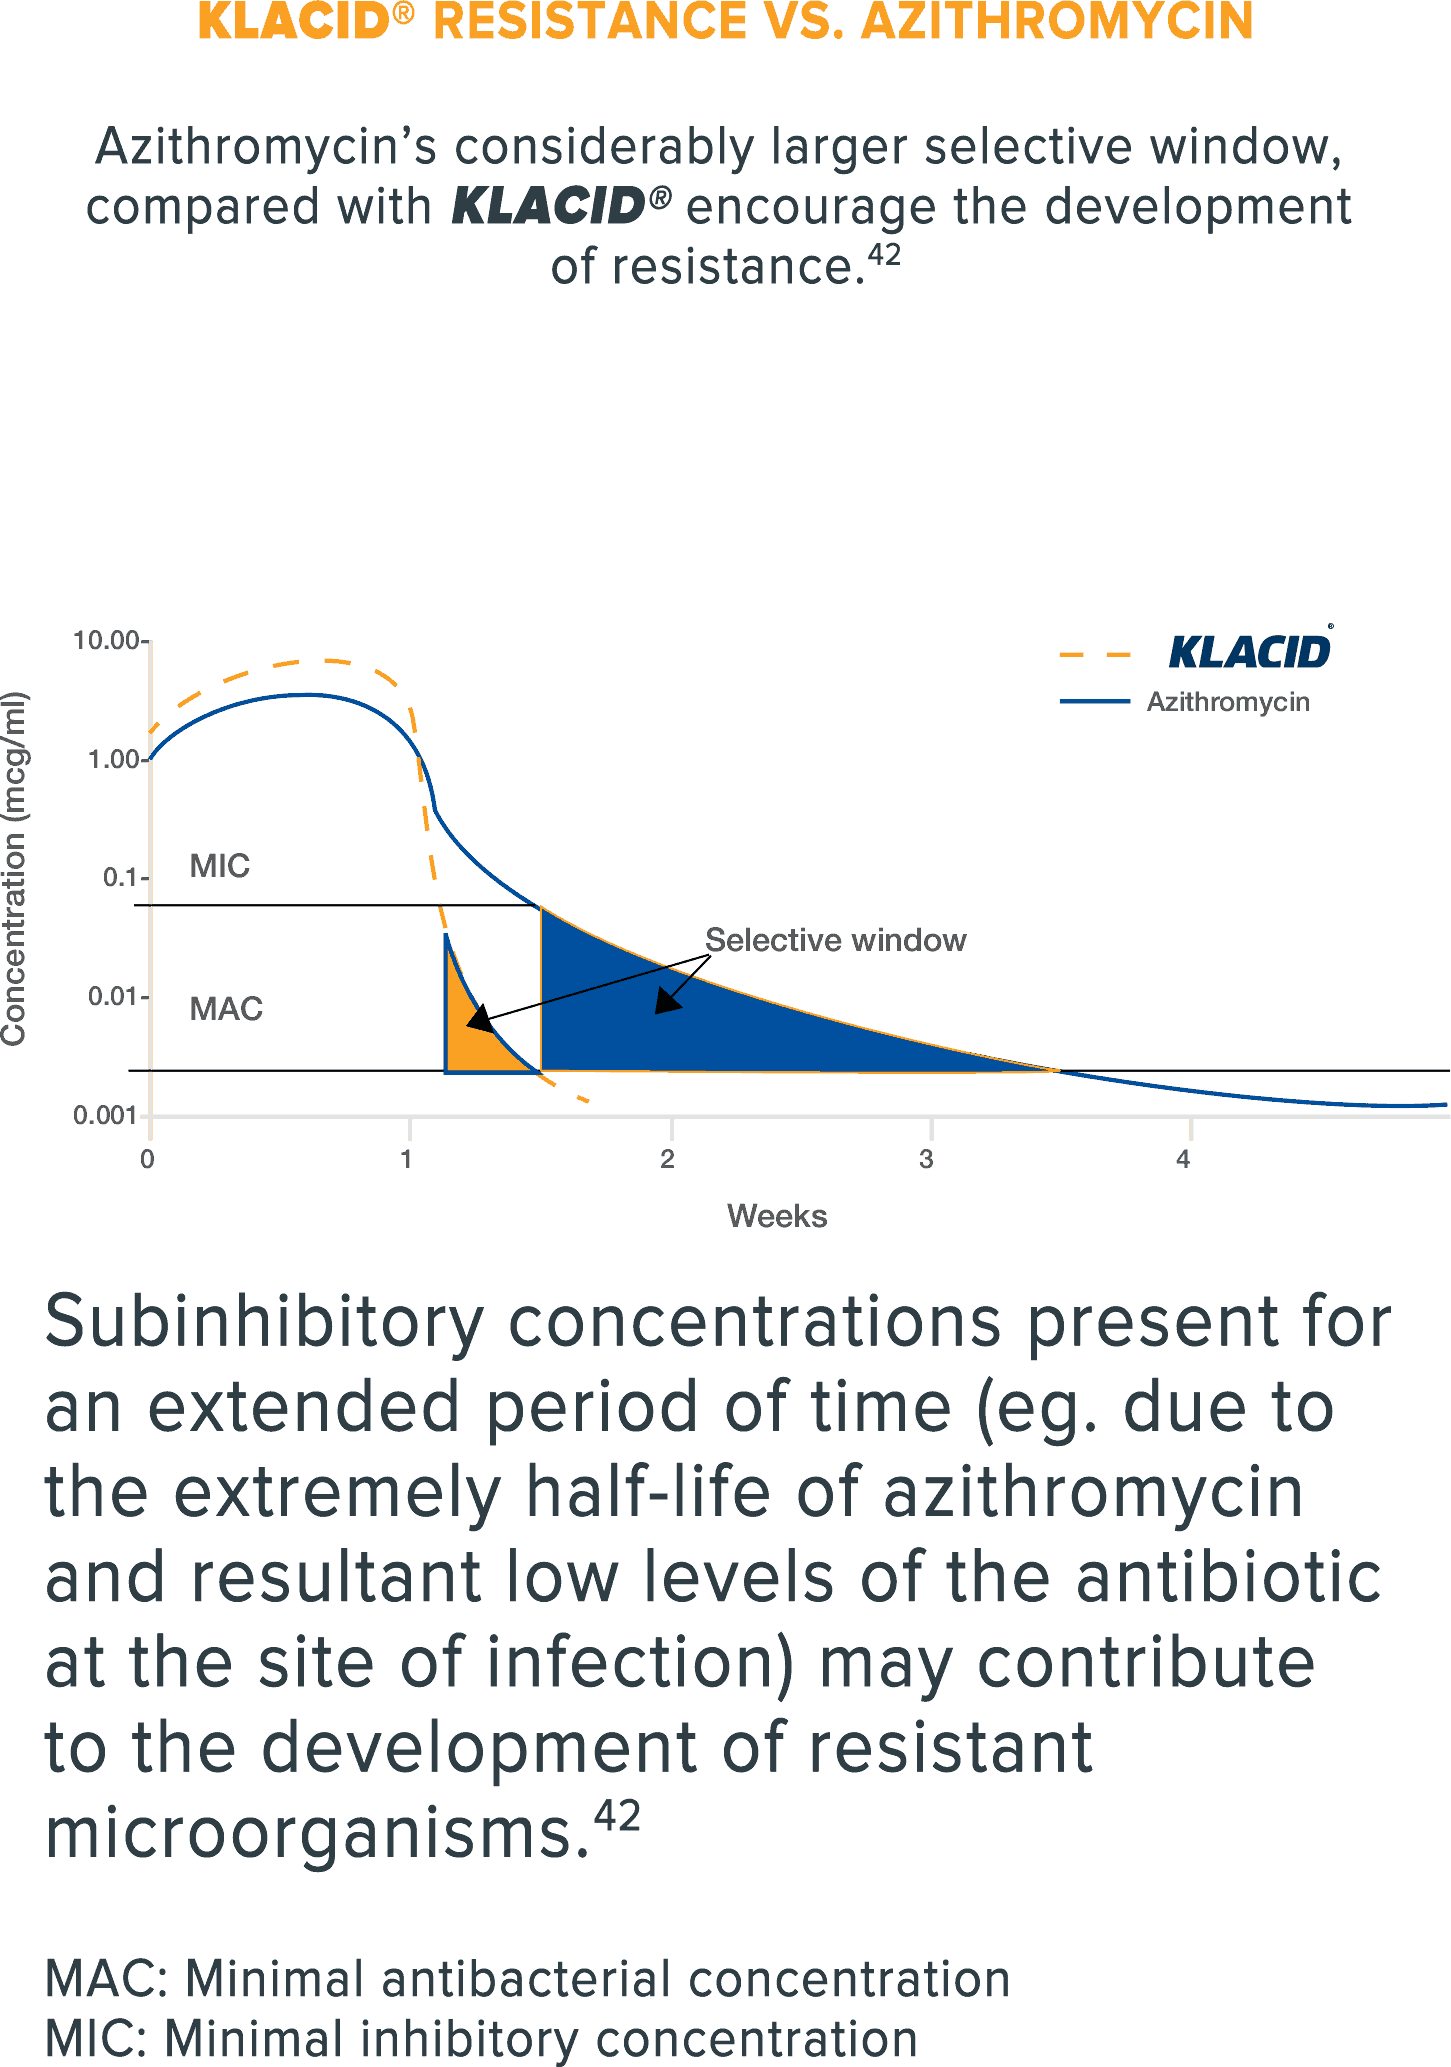 KLACID® RESISTANCE VS. AZITHROMYCIN
Azithromycin’s considerably larger selective window,
compared with KLACID® encourage the development
of resistance.42
10.00
1.00
0.1
0.01
0.001
Concentration (mcg/ml)
KLACID®
Azithromycin
MIC
Selective window
MAC
0
1
2
3
4
Weeks
Subinhibitory concentrations present for
an extended period of time (eg. due to
the extremely half-life of azithromycin
and resultant low levels of the antibiotic
at the site of infection) may contribute
to the development of resistant
microorganisms.42
MAC: Minimal antibacterial concentration
MIC: Minimal inhibitory concentration